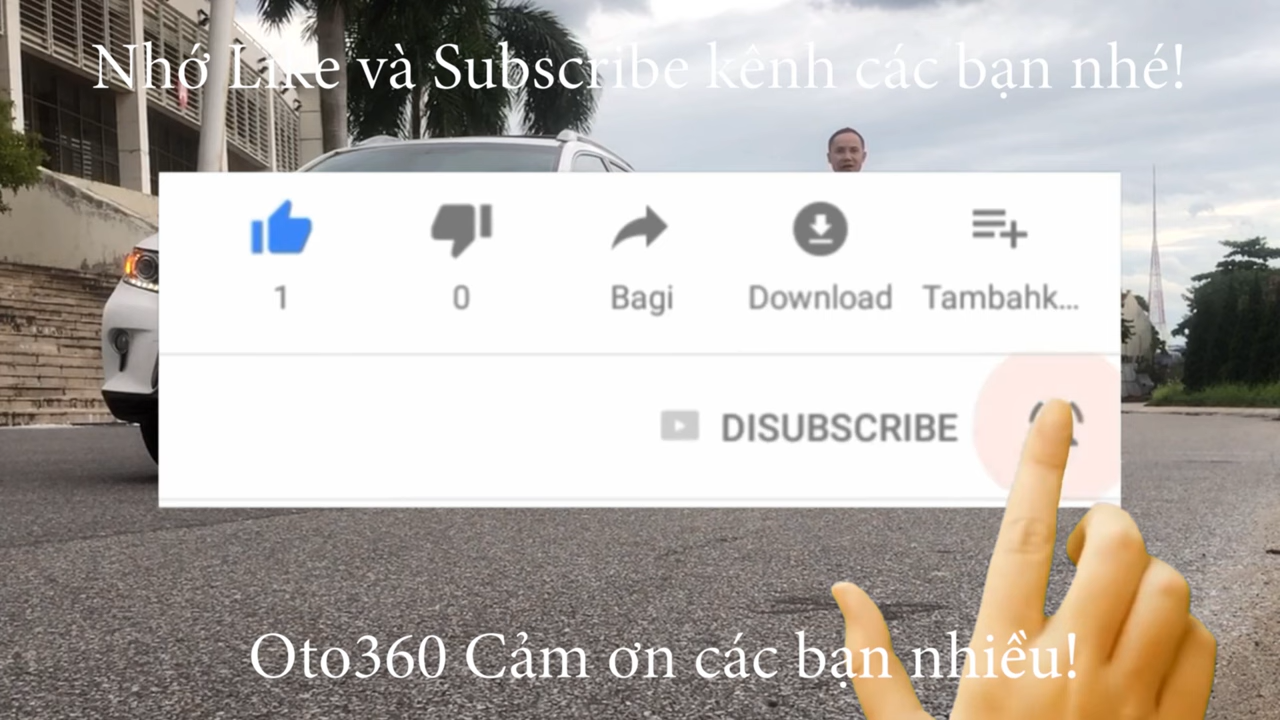 Nhớ Like và Subscribe kênh các bạn nhé!
1 0 Bagi Download Tambahk...
DISUBSCRIBE
Oto360 Cảm ơn các bạn nhiều!